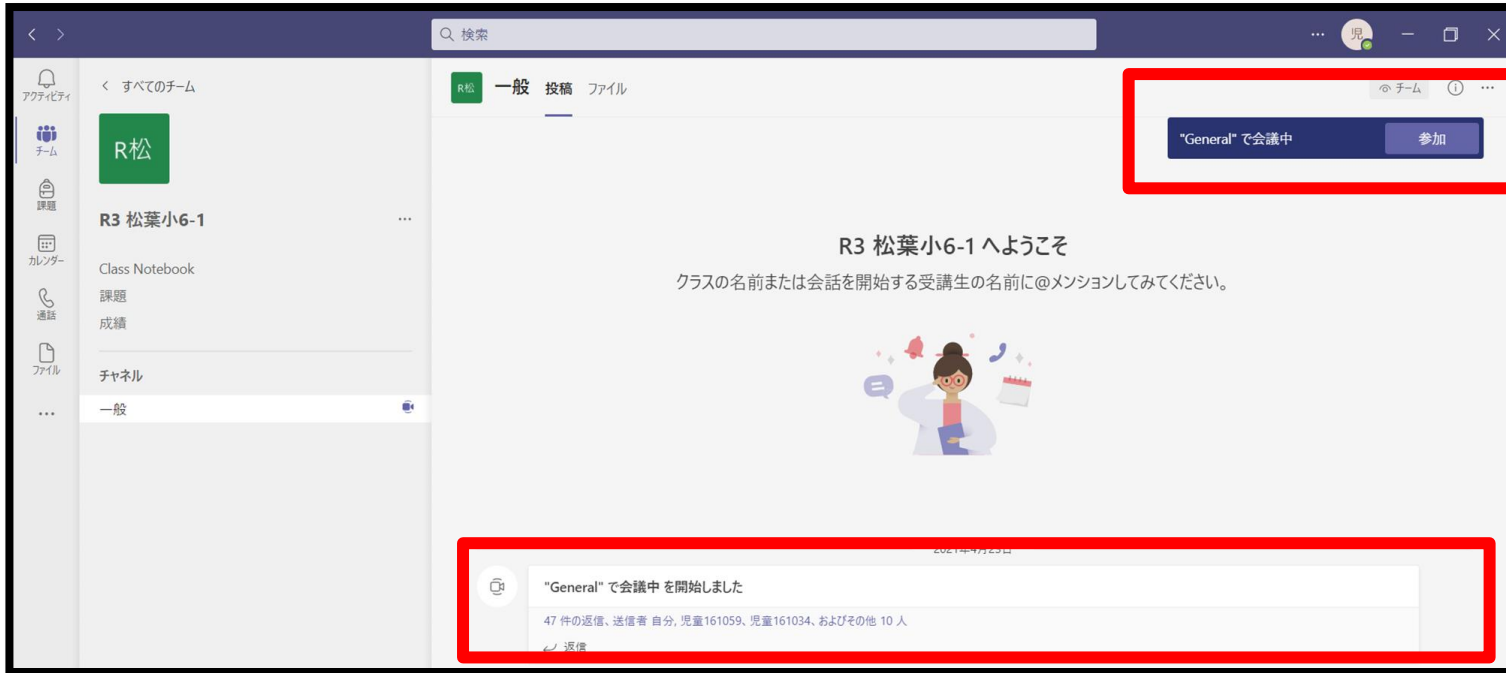 検索
児
アクティビティ
チーム
課題
カレンダー
通話
ファイル
すべてのチーム
R松
R3 松葉小6-1
Class Notebook
課題
成績
チャネル
一般
R松 一般 投稿 ファイル
チーム
"General" で会議中 参加
R3 松葉小6-1 へようこそ
クラスの名前または会話を開始する受講生の名前に@メンションしてみてください。
"General" で会議中 を開始しました
47 件の返信、送信者 自分, 児童161059、児童161034、およびその他 10 人
返信